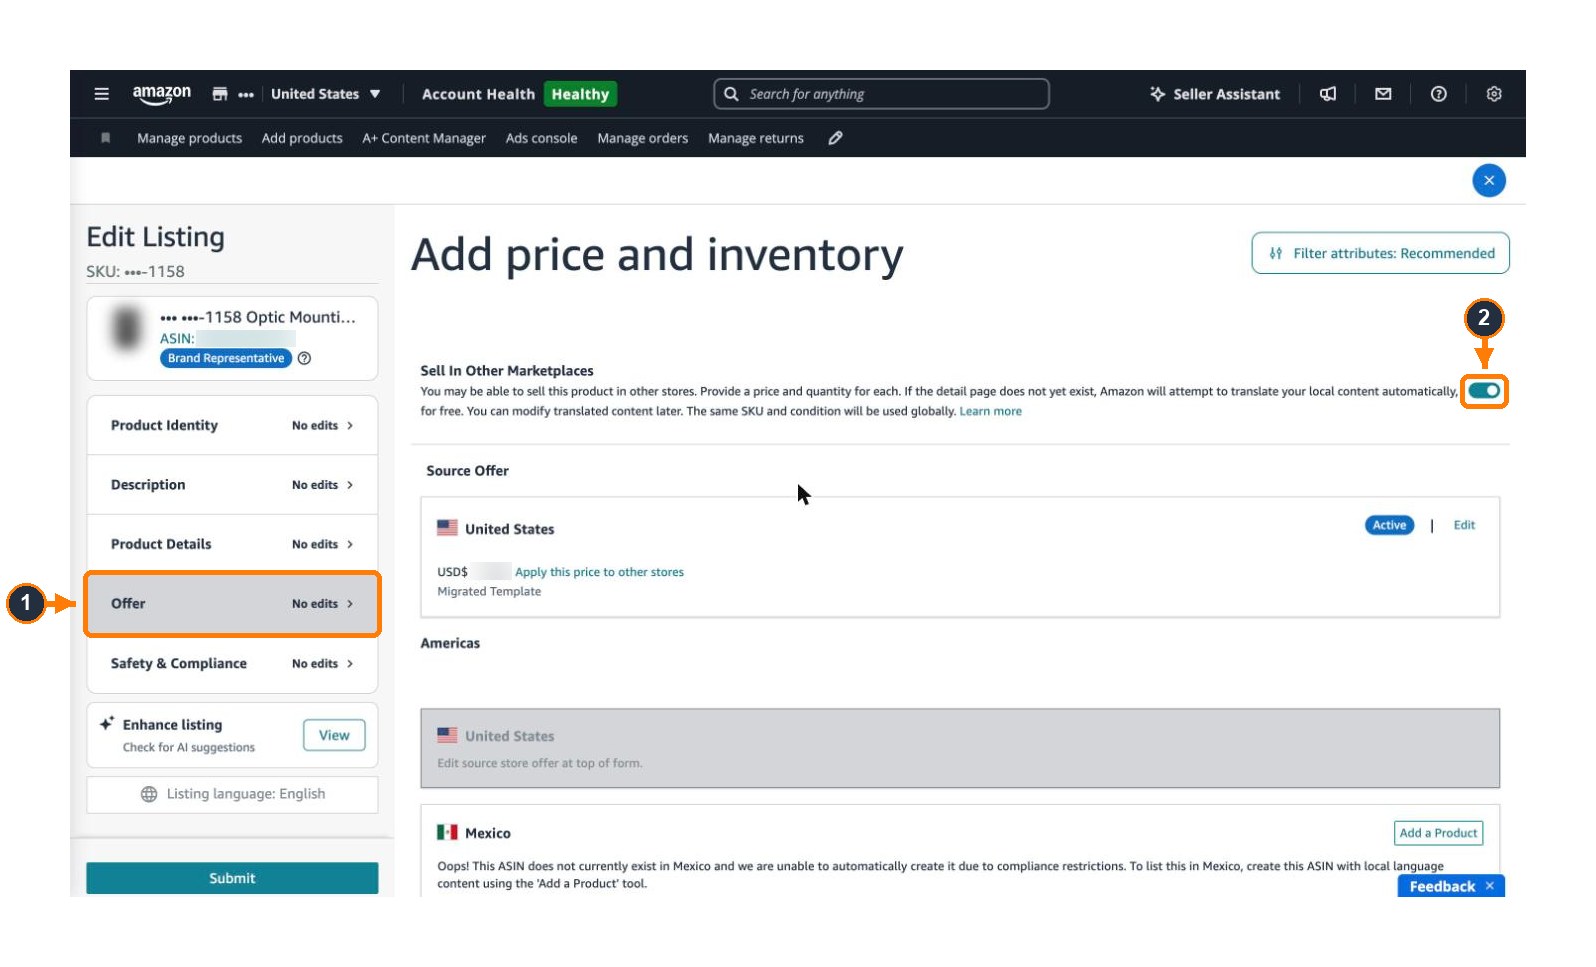 amazon
••• United States
Account Health Healthy
Search for anything
Seller Assistant
Manage products Add products A+ Content Manager Ads console Manage orders Manage returns
Edit Listing
SKU: •••-1158
••• •••-1158 Optic Mounti...
ASIN:
Brand Representative
Product Identity No edits
Description No edits
Product Details No edits
1
Offer No edits
Safety & Compliance No edits
Enhance listing
Check for AI suggestions
View
Listing language: English
Submit
Add price and inventory
Filter attributes: Recommended
2
Sell In Other Marketplaces
You may be able to sell this product in other stores. Provide a price and quantity for each. If the detail page does not yet exist, Amazon will attempt to translate your local content automatically,
for free. You can modify translated content later. The same SKU and condition will be used globally. Learn more
Source Offer
United States
Active | Edit
USD$ Apply this price to other stores
Migrated Template
Americas
United States
Edit source store offer at top of form.
Mexico
Add a Product
Oops! This ASIN does not currently exist in Mexico and we are unable to automatically create it due to compliance restrictions. To list this in Mexico, create this ASIN with local language
content using the 'Add a Product' tool.
Feedback